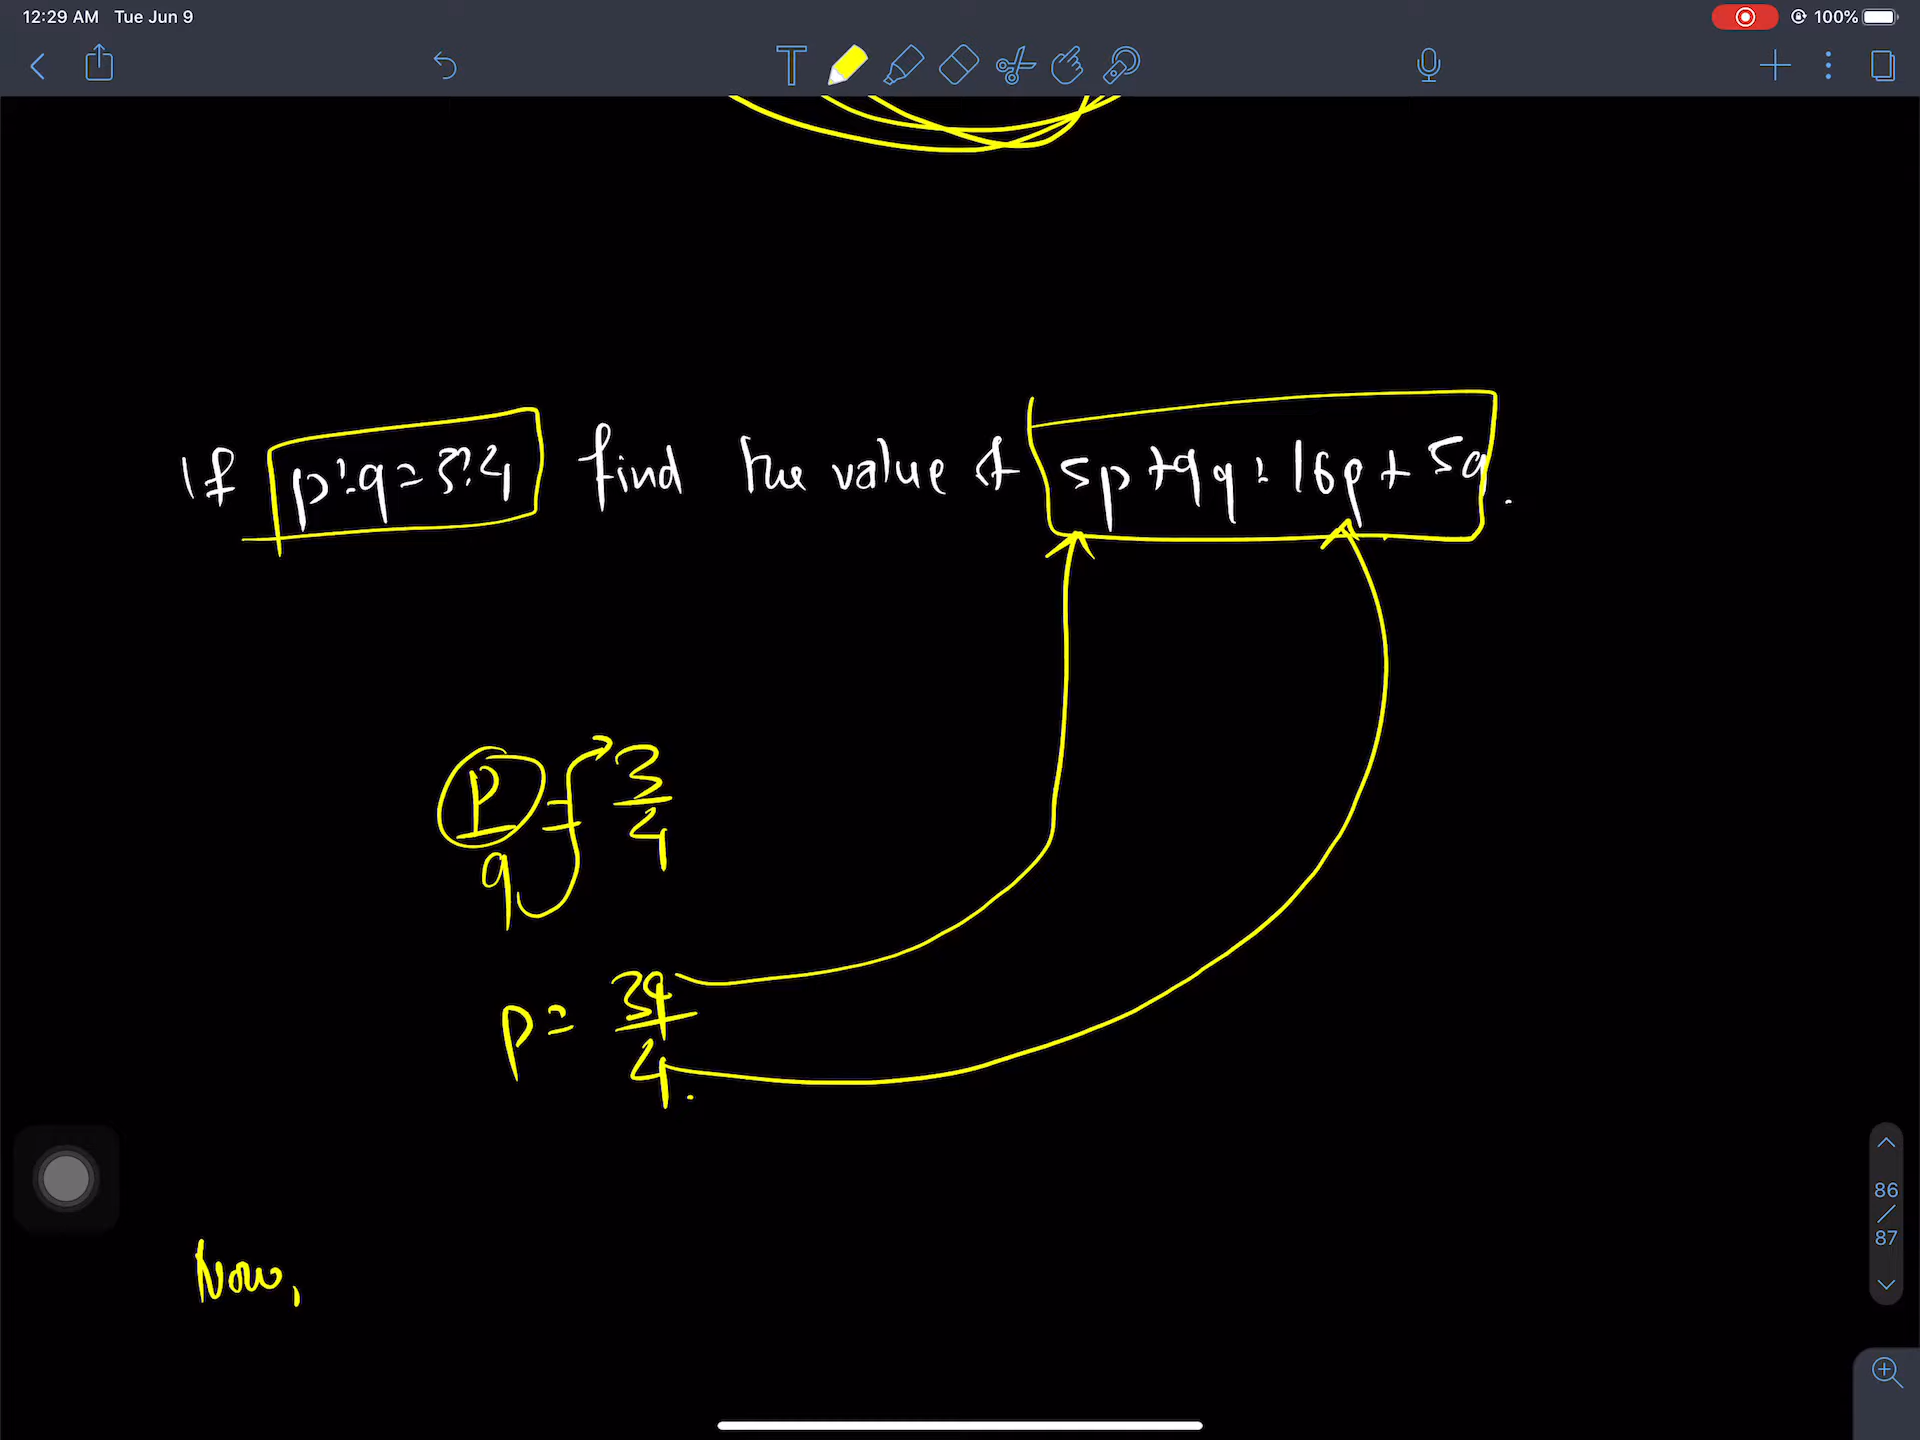 12:29 AM Tue Jun 9
100%
If p:q=3:4 find the value of 5p+9q:16p+5q.
p/q = 3/4
p = 3q/4.
86
/
87
Now,